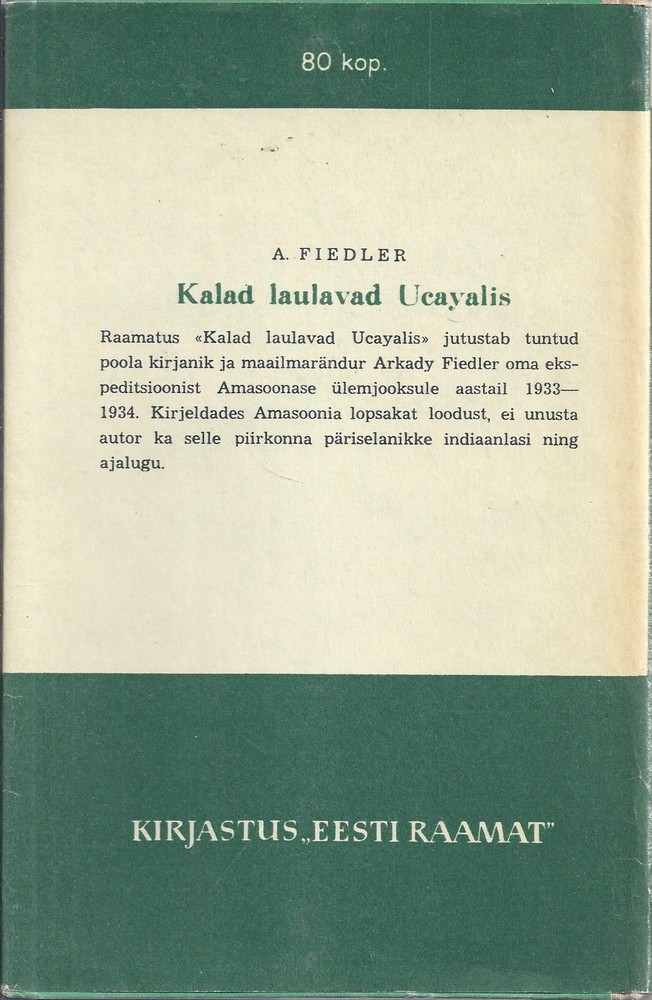 80 kop.
A. FIEDLER
Kalad laulavad Ucayalis
Raamatus «Kalad laulavad Ucayalis» jutustab tuntud
poola kirjanik ja maailmarändur Arkady Fiedler oma eks-
peditsioonist Amasoonase ülemjooksule aastail 1933—
1934. Kirjeldades Amasoonia lopsakat loodust, ei unusta
autor ka selle piirkonna päriselanikke indiaanlasi ning
ajalugu.
KIRJASTUS „EESTI RAAMAT”